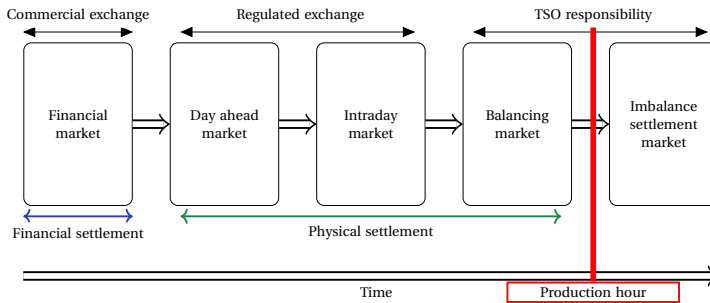 Commercial exchange
Regulated exchange
TSO responsibility
Financial
market
Day ahead
market
Intraday
market
Balancing
market
Imbalance
settlement
market
Financial settlement
Physical settlement
Time
Production hour